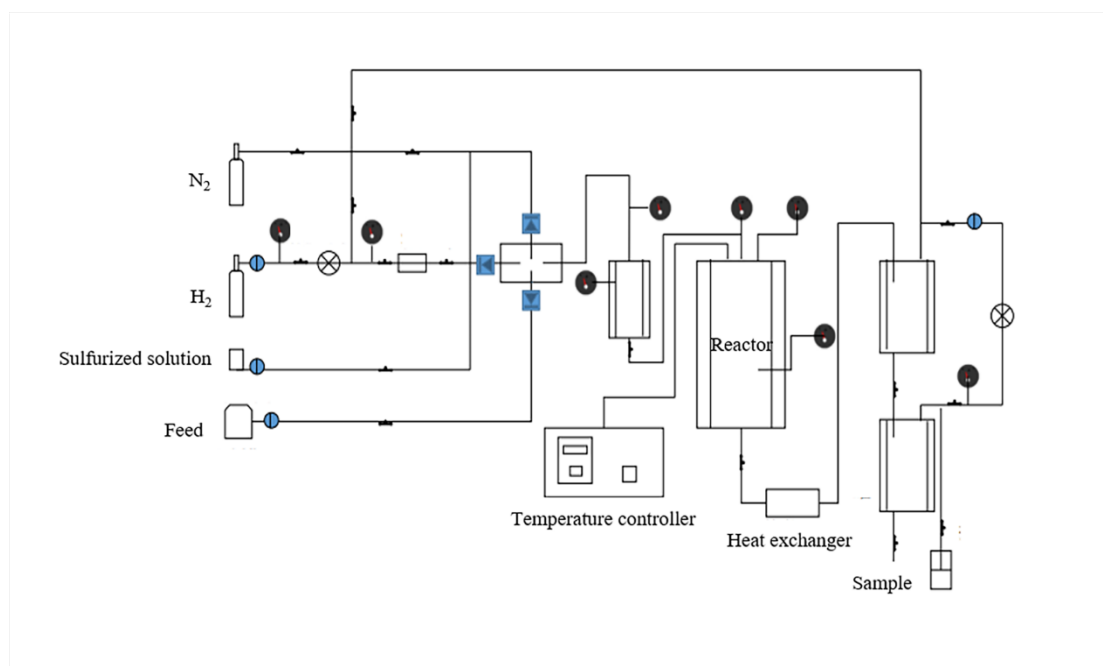 N2
H2
Sulfurized solution
Feed
Reactor
Temperature controller
Heat exchanger
Sample